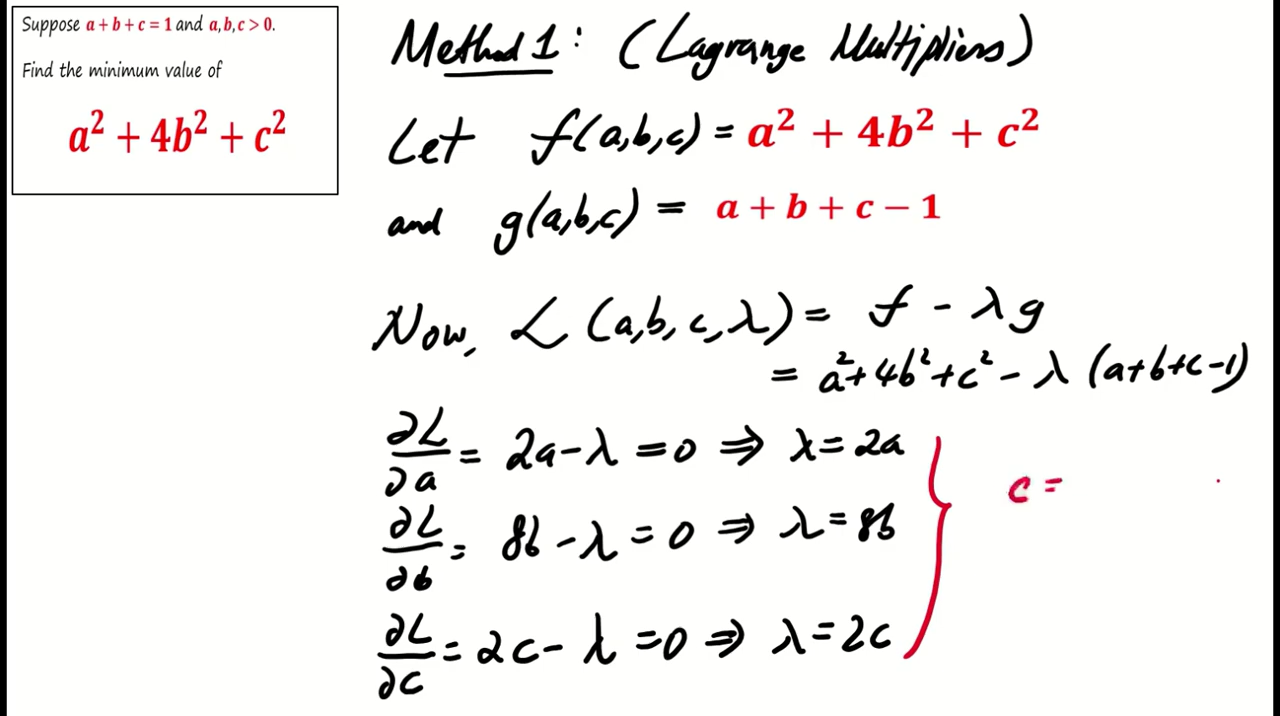 Suppose a + b + c = 1 and a, b, c > 0.
Find the minimum value of
a² + 4b² + c²
Method 1: (Lagrange Multipliers)
Let f(a,b,c) = a² + 4b² + c²
and g(a,b,c) = a + b + c − 1
Now, L (a,b,c,λ) = f − λg
= a² + 4b² + c² − λ (a+b+c−1)
∂L/∂a = 2a − λ = 0 ⇒ λ = 2a
c =
∂L/∂b = 8b − λ = 0 ⇒ λ = 8b
∂L/∂c = 2c − λ = 0 ⇒ λ = 2c